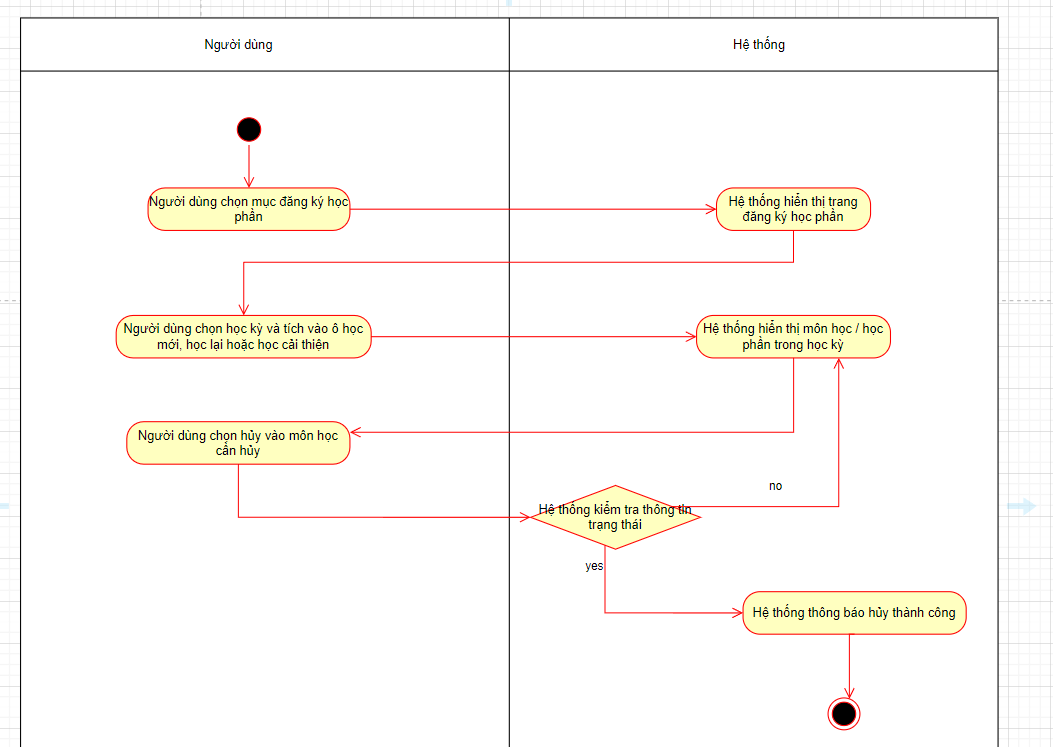 Người dùng
Hệ thống
Người dùng chọn mục đăng ký học
phần
Hệ thống hiển thị trang
đăng ký học phần
Người dùng chọn học kỳ và tích vào ô học
mới, học lại hoặc học cải thiện
Hệ thống hiển thị môn học / học
phần trong học kỳ
Người dùng chọn hủy vào môn học
cần hủy
no
Hệ thống kiểm tra thông tin
trạng thái
yes
Hệ thống thông báo hủy thành công